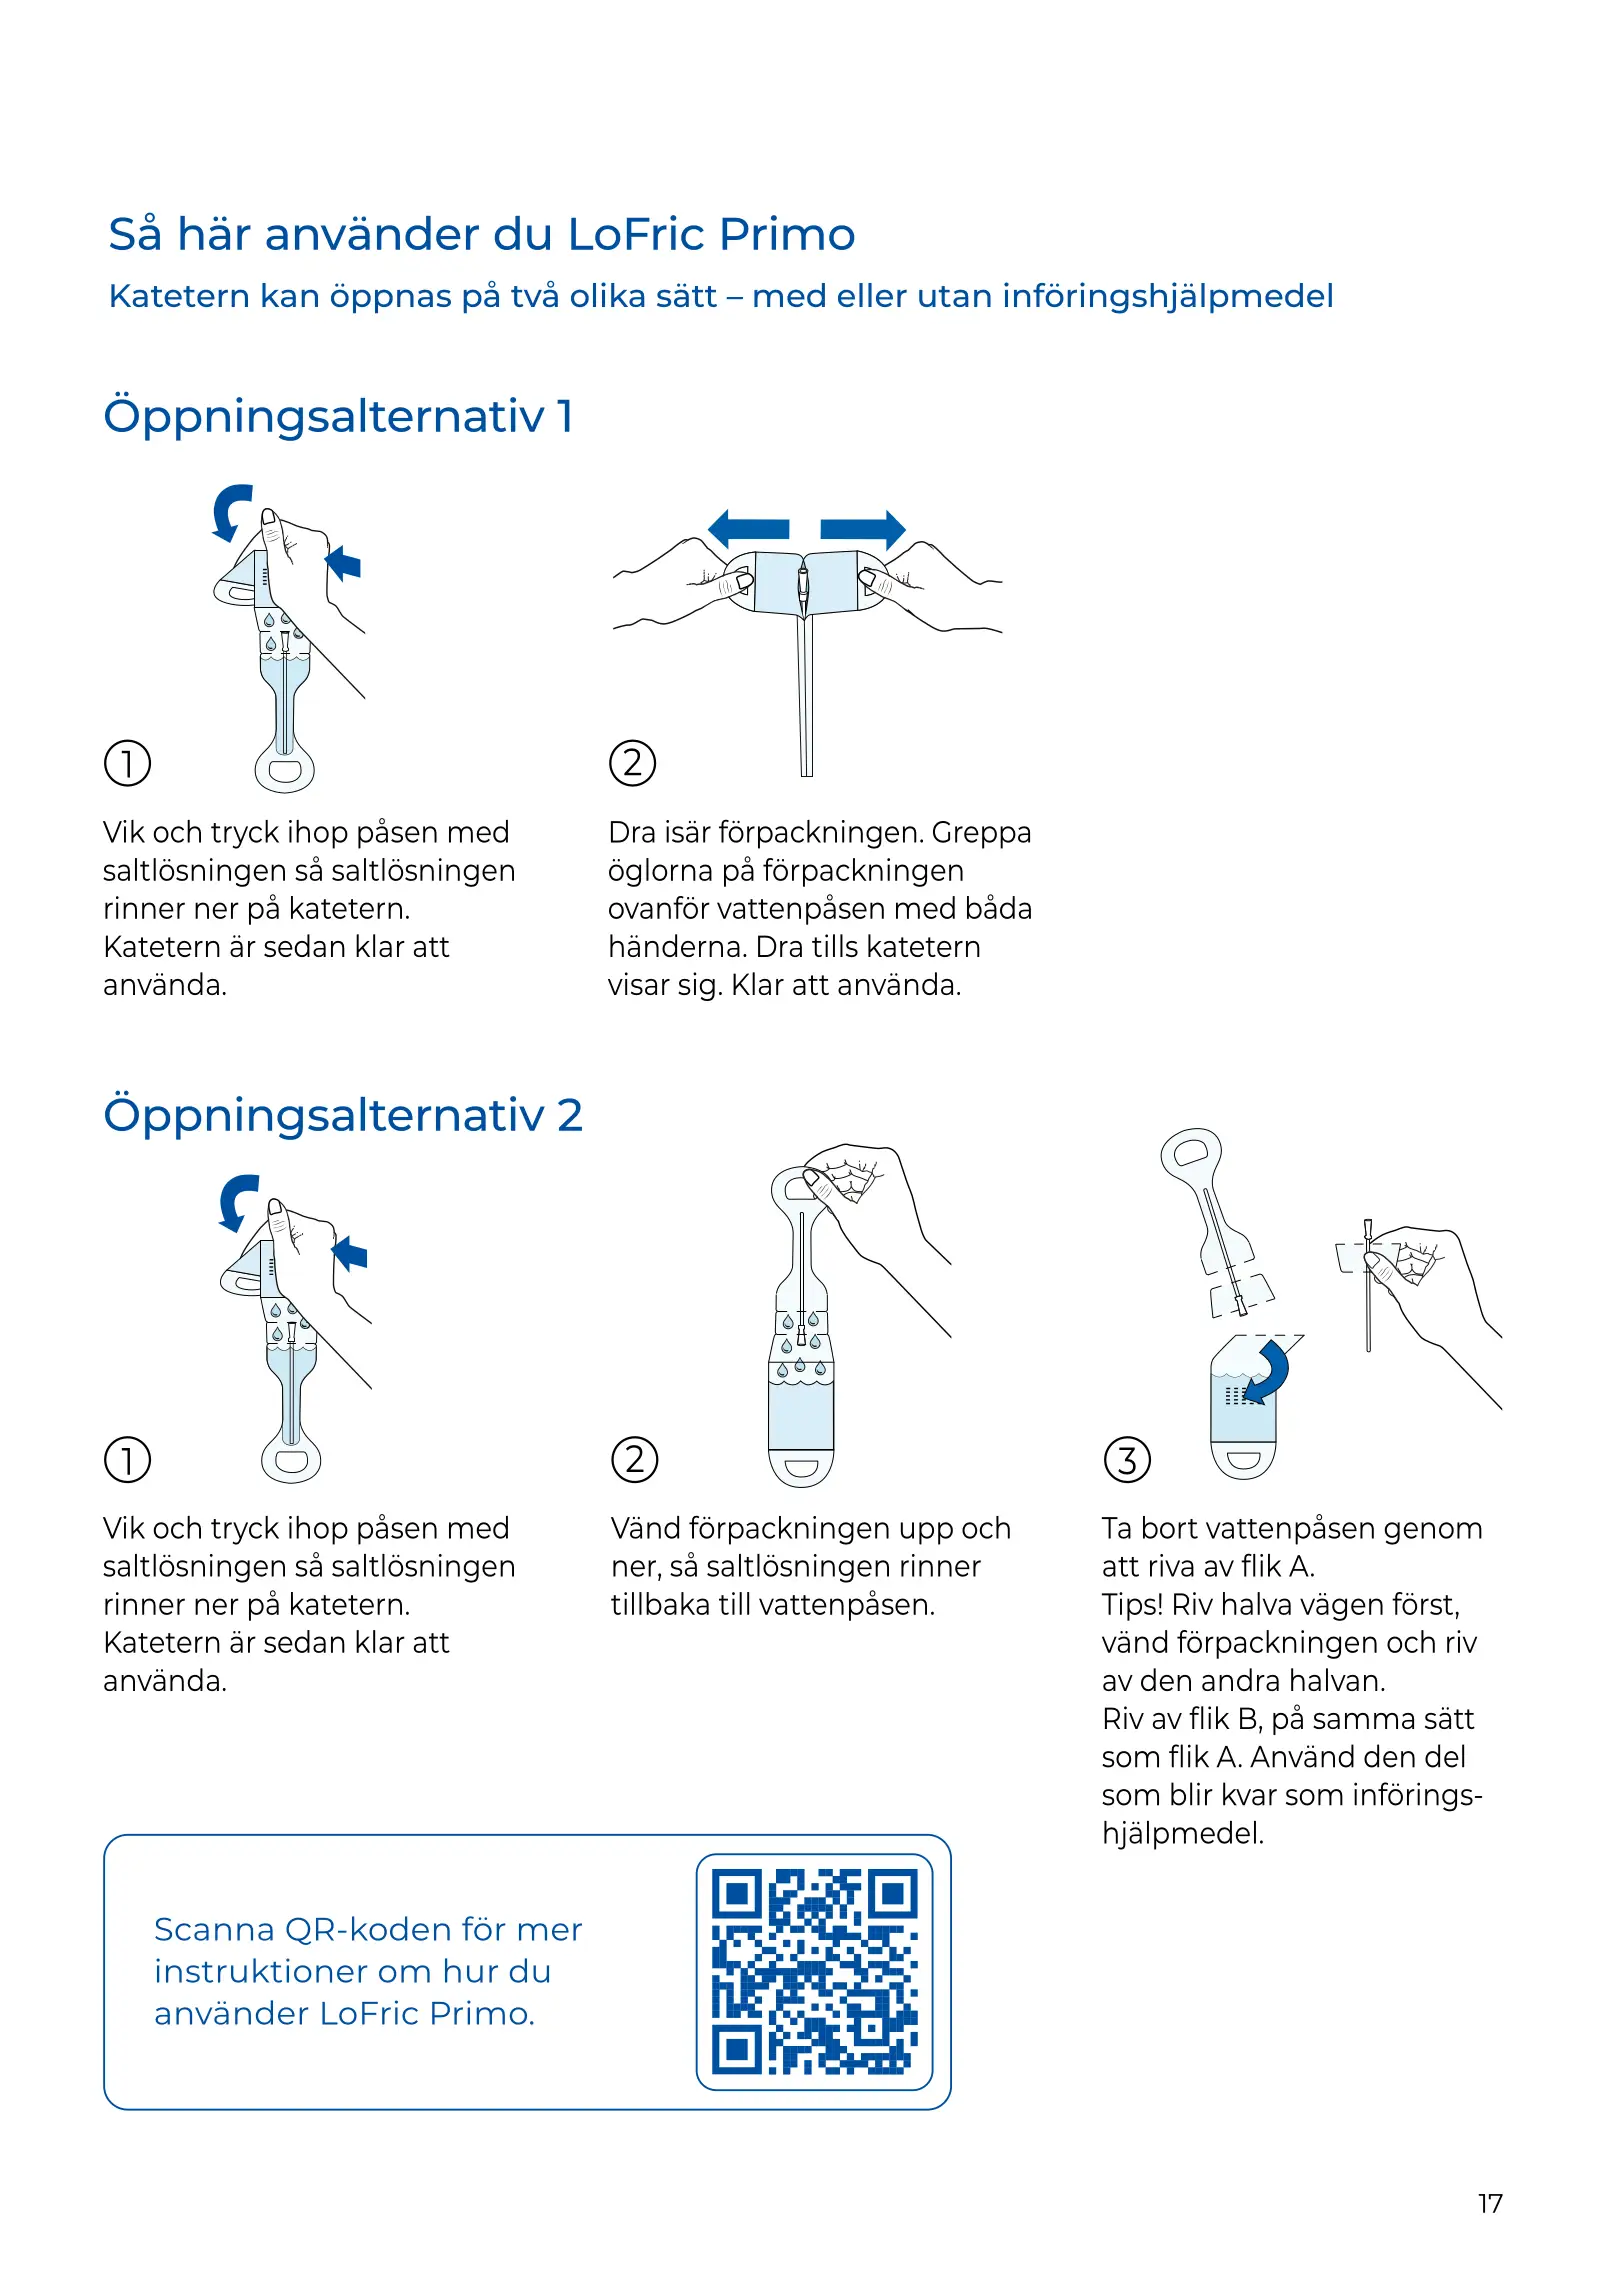 Så här använder du LoFric Primo
Katetern kan öppnas på två olika sätt – med eller utan införingshjälpmedel
Öppningsalternativ 1
1
Vik och tryck ihop påsen med
saltlösningen så saltlösningen
rinner ner på katetern.
Katetern är sedan klar att
använda.
2
Dra isär förpackningen. Greppa
öglorna på förpackningen
ovanför vattenpåsen med båda
händerna. Dra tills katetern
visar sig. Klar att använda.
Öppningsalternativ 2
1
Vik och tryck ihop påsen med
saltlösningen så saltlösningen
rinner ner på katetern.
Katetern är sedan klar att
använda.
2
Vänd förpackningen upp och
ner, så saltlösningen rinner
tillbaka till vattenpåsen.
3
Ta bort vattenpåsen genom
att riva av flik A.
Tips! Riv halva vägen först,
vänd förpackningen och riv
av den andra halvan.
Riv av flik B, på samma sätt
som flik A. Använd den del
som blir kvar som införings-
hjälpmedel.
Scanna QR-koden för mer
instruktioner om hur du
använder LoFric Primo.
17